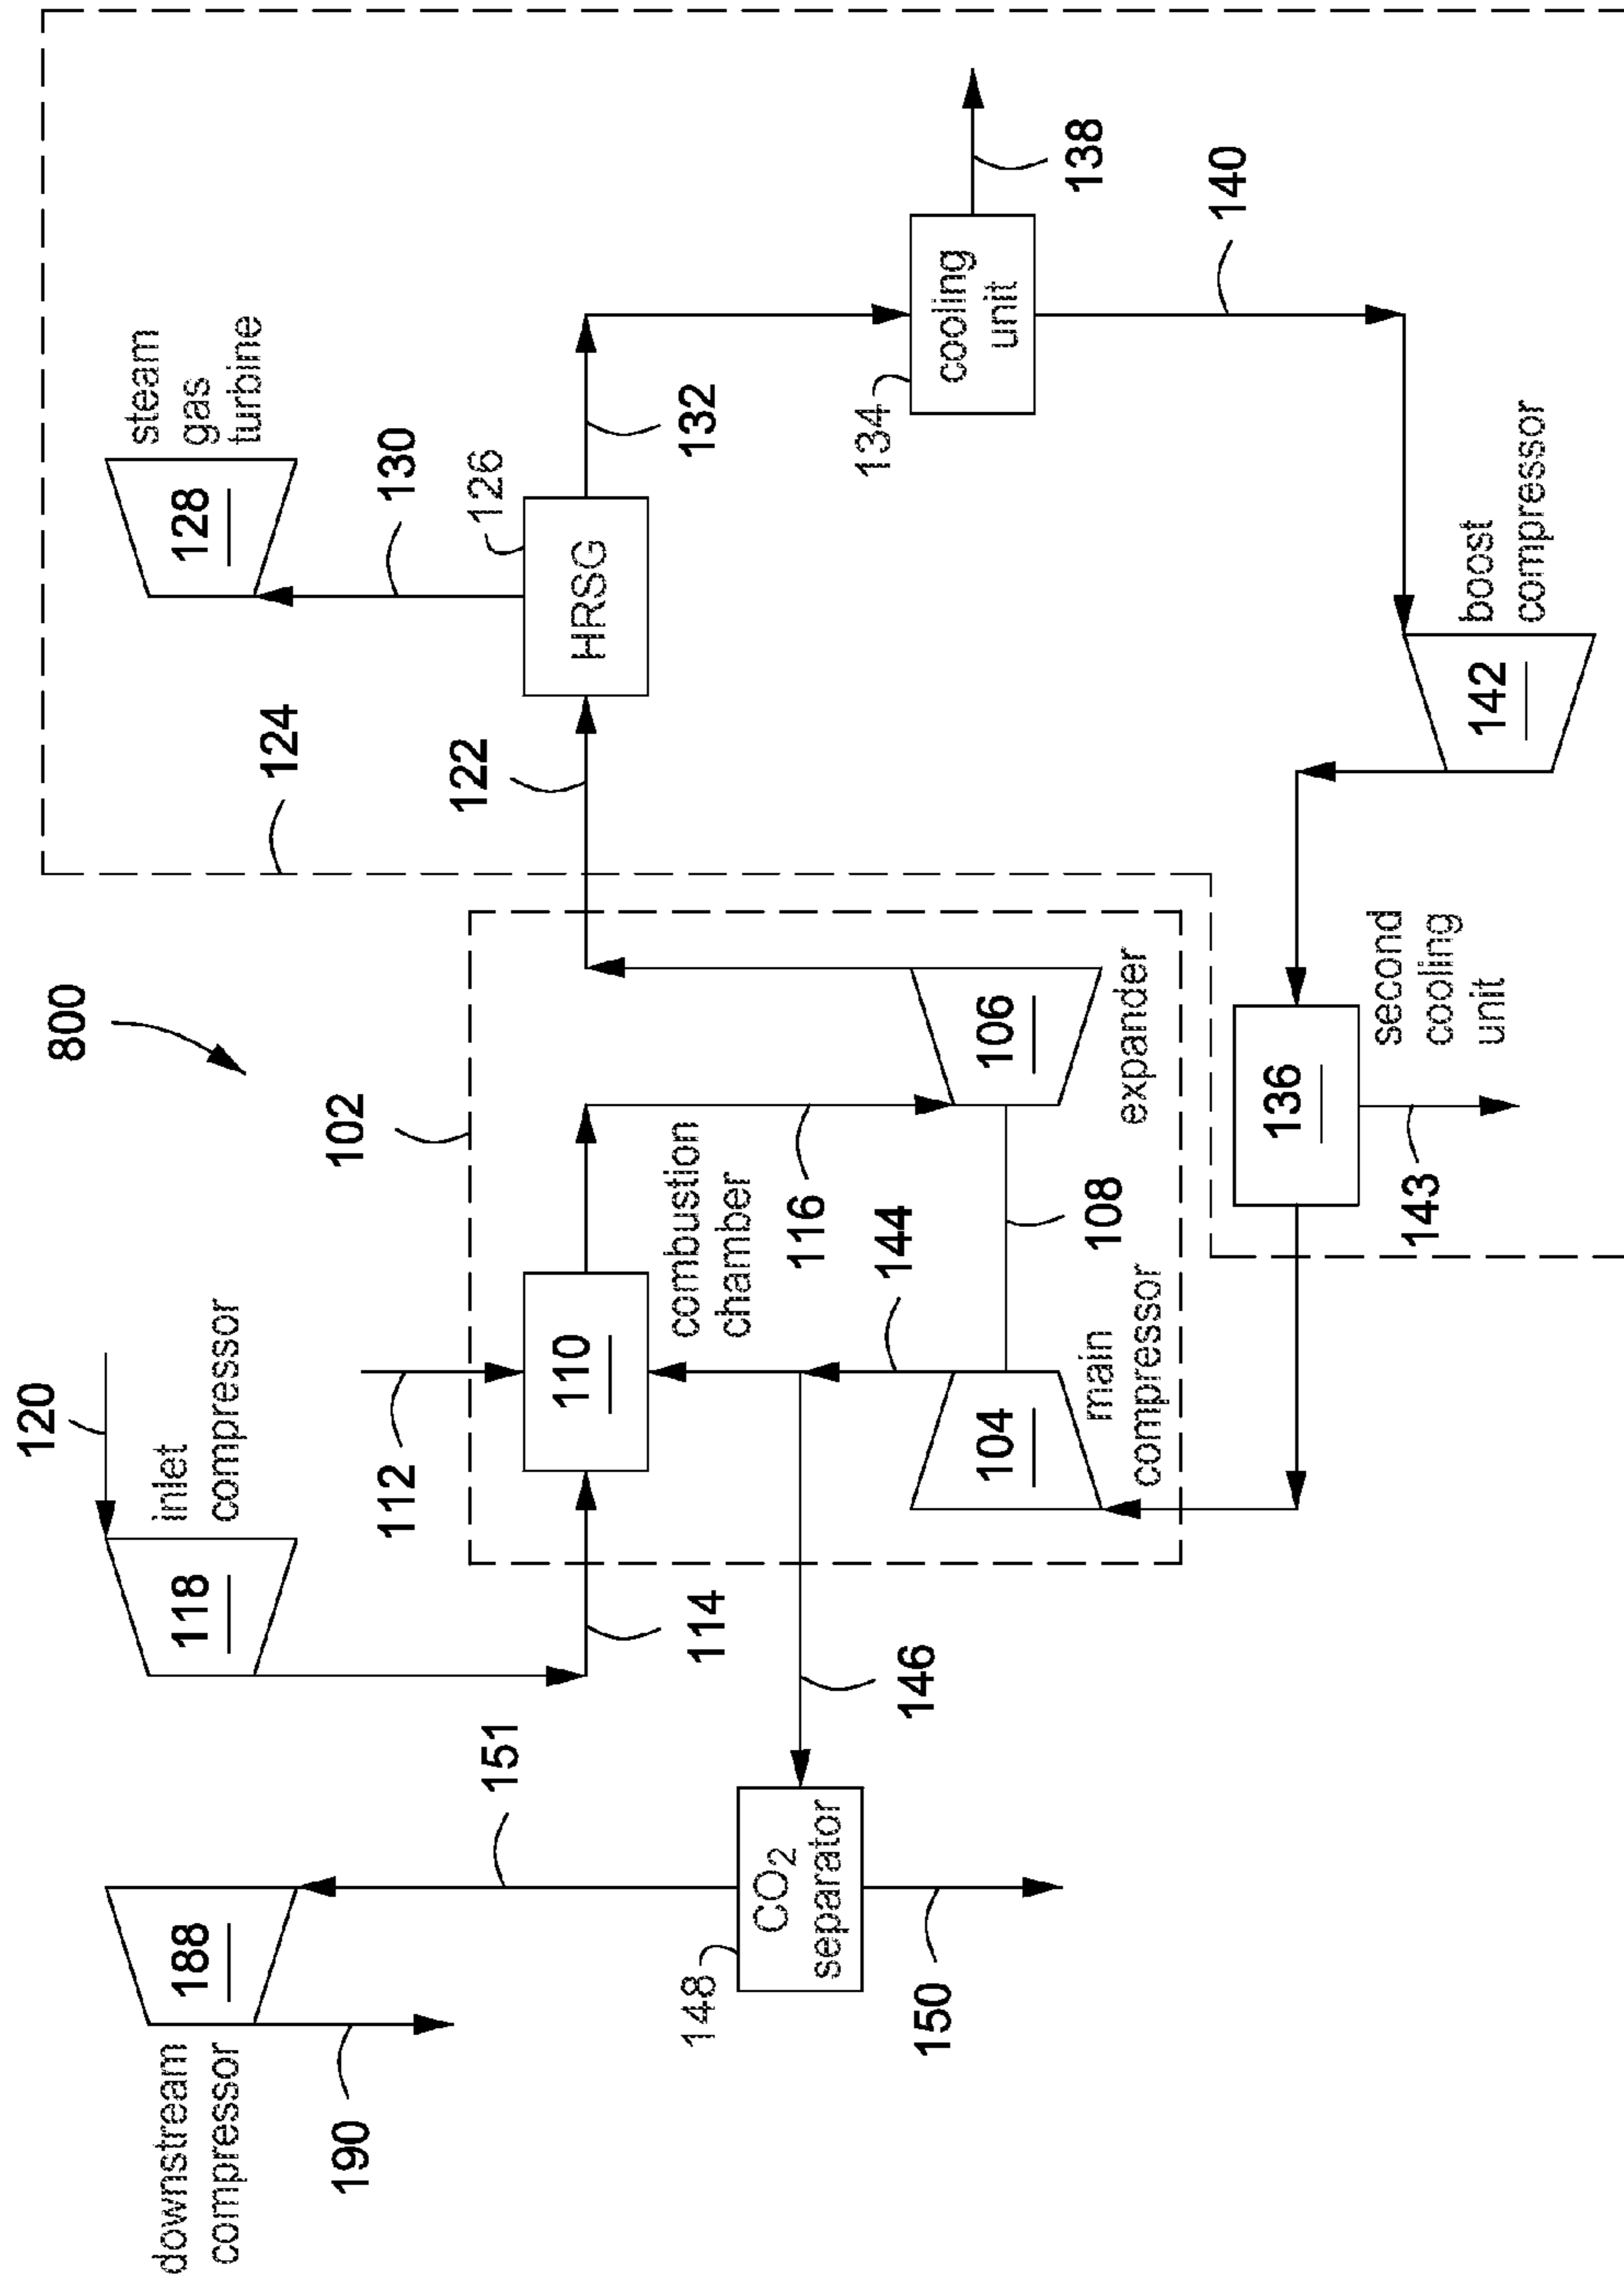 800
120
inlet
compressor
118
112
114
102
110
combustion
chamber
116
144
108
104
main
compressor
106
expander
122
124
HRSG
126
130
128
steam
gas
turbine
132
134
cooling
unit
138
140
142
boost
compressor
136
second
cooling
unit
143
146
148
CO2
separator
150
151
188
downstream
compressor
190